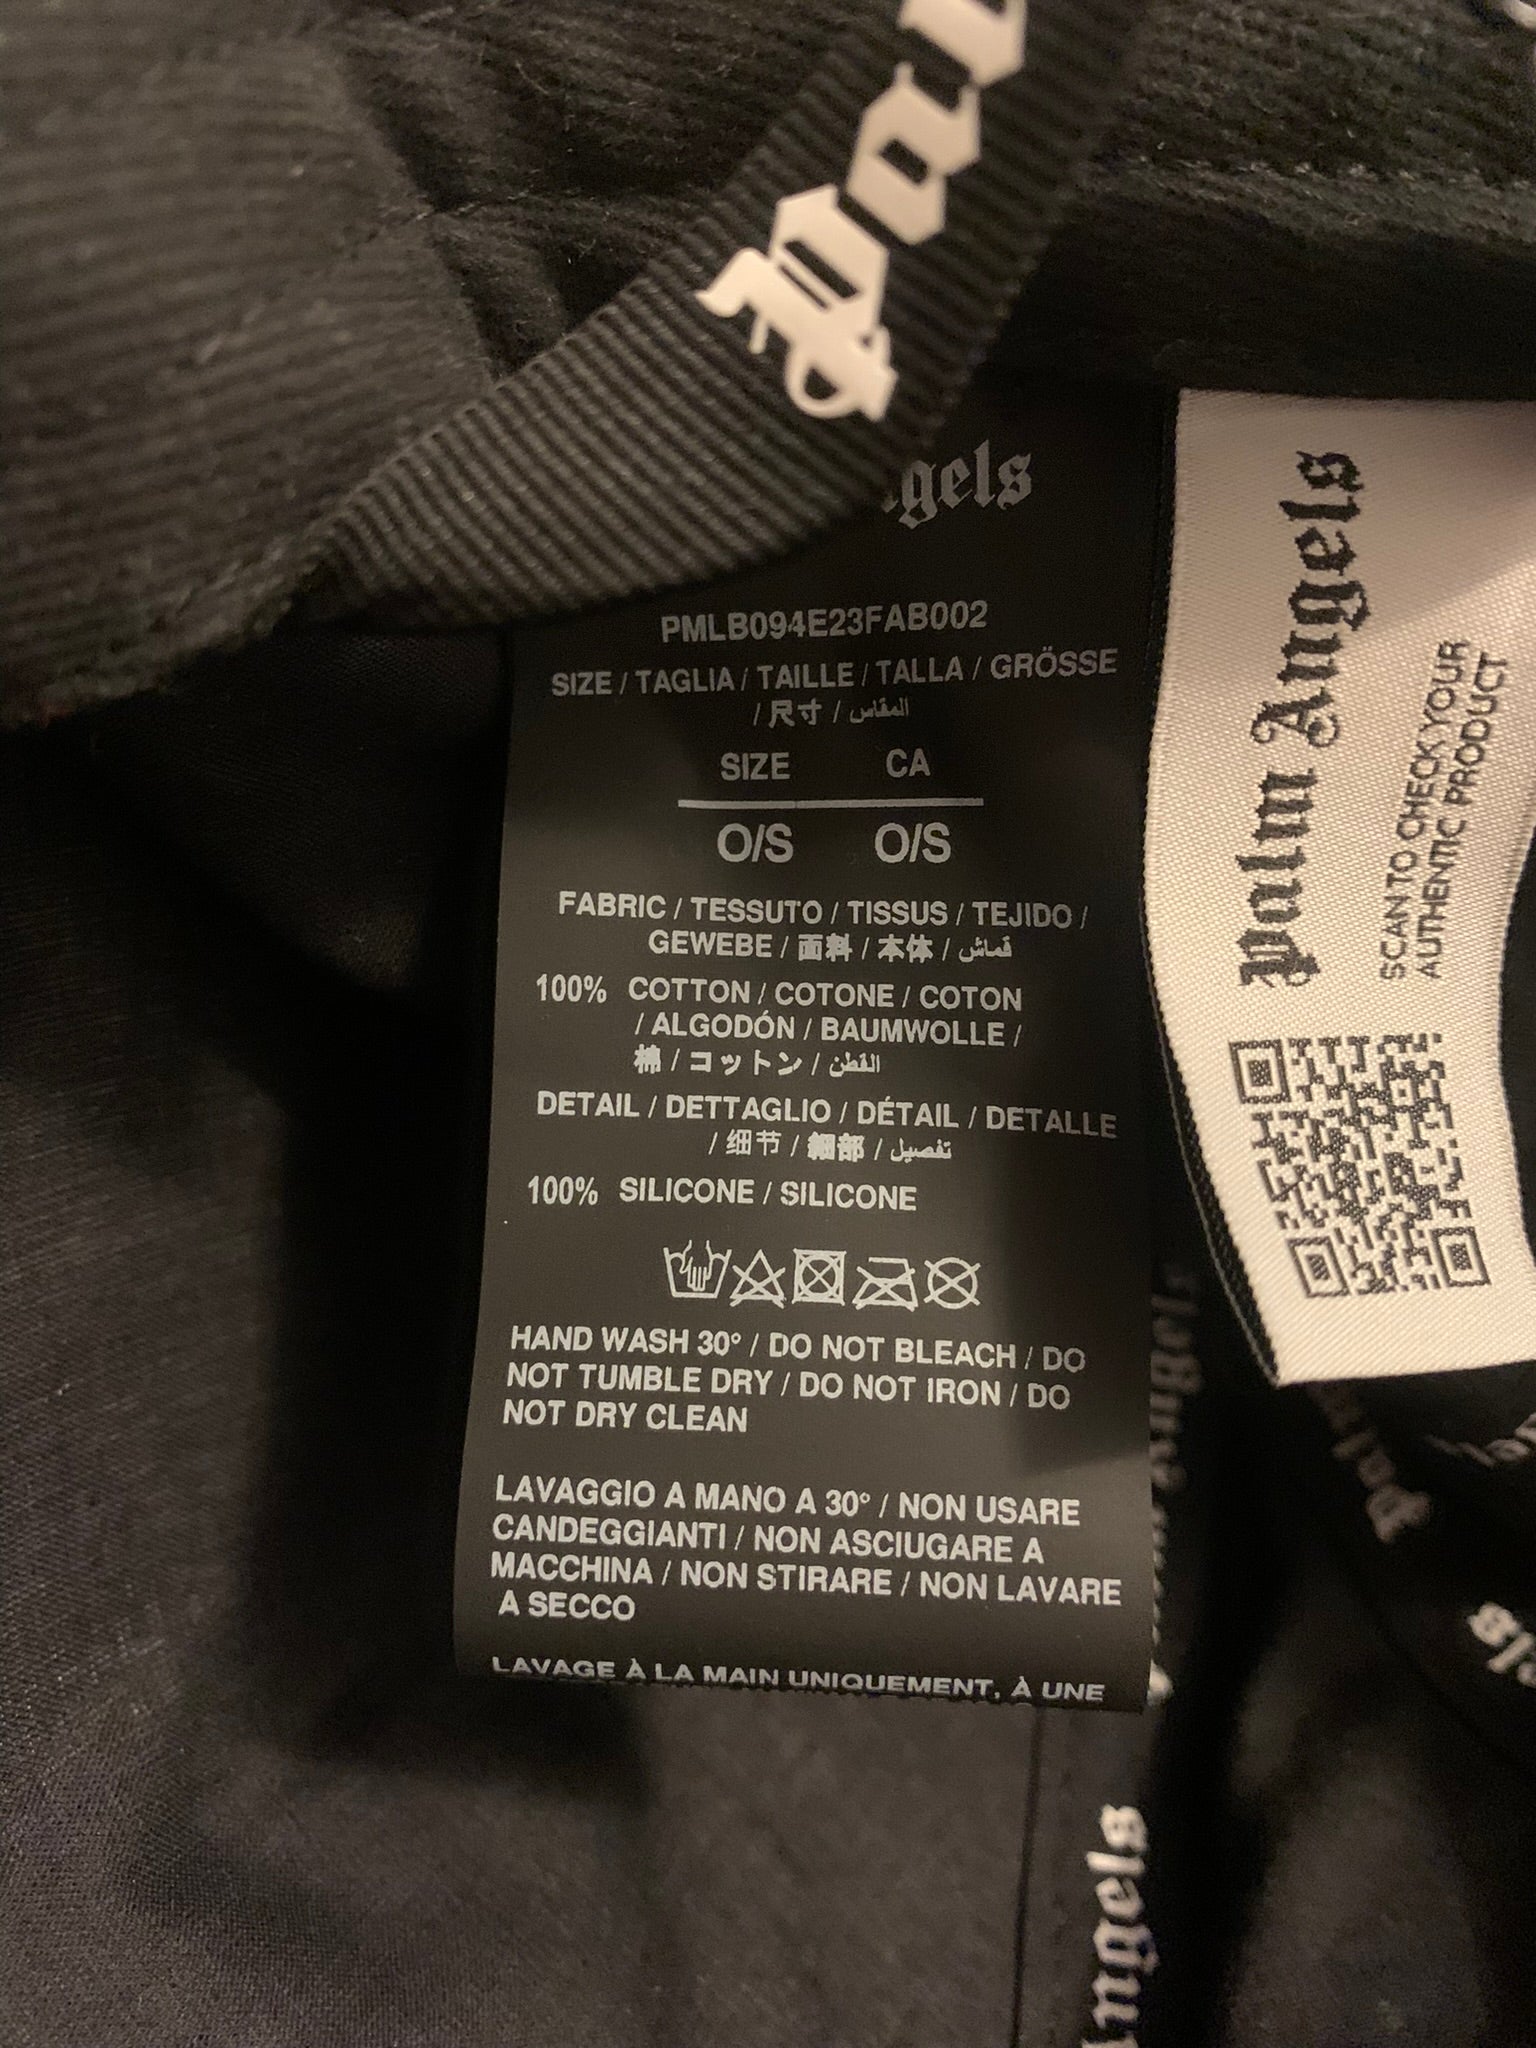 Angels
PMLB094E23FAB002
SIZE / TAGLIA / TAILLE / TALLA / GRÖSSE
/ 尺寸 / المقاس
SIZE CA
O/S O/S
FABRIC / TESSUTO / TISSUS / TEJIDO /
GEWEBE / 面料 / 本体 / قماش
100% COTTON / COTONE / COTON
/ ALGODÓN / BAUMWOLLE /
棉 / コットン / القطن
DETAIL / DETTAGLIO / DÉTAIL / DETALLE
/ 细节 / 細部 / تفصيل
100% SILICONE / SILICONE
HAND WASH 30° / DO NOT BLEACH / DO
NOT TUMBLE DRY / DO NOT IRON / DO
NOT DRY CLEAN
LAVAGGIO A MANO A 30° / NON USARE
CANDEGGIANTI / NON ASCIUGARE A
MACCHINA / NON STIRARE / NON LAVARE
A SECCO
LAVAGE À LA MAIN UNIQUEMENT, À UNE
Palm Angels
SCAN TO CHECK YOUR
AUTHENTIC PRODUCT
Angels
Palm
Angels